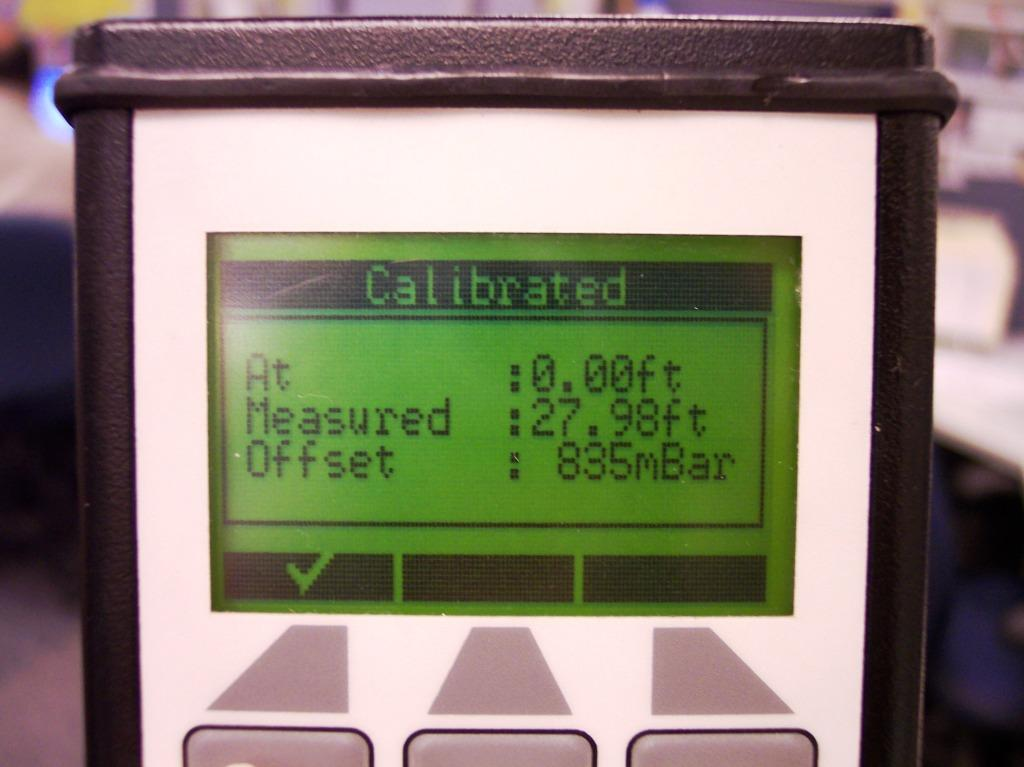 Calibrated
At :0.00ft
Measured :27.98ft
Offset : 835mBar